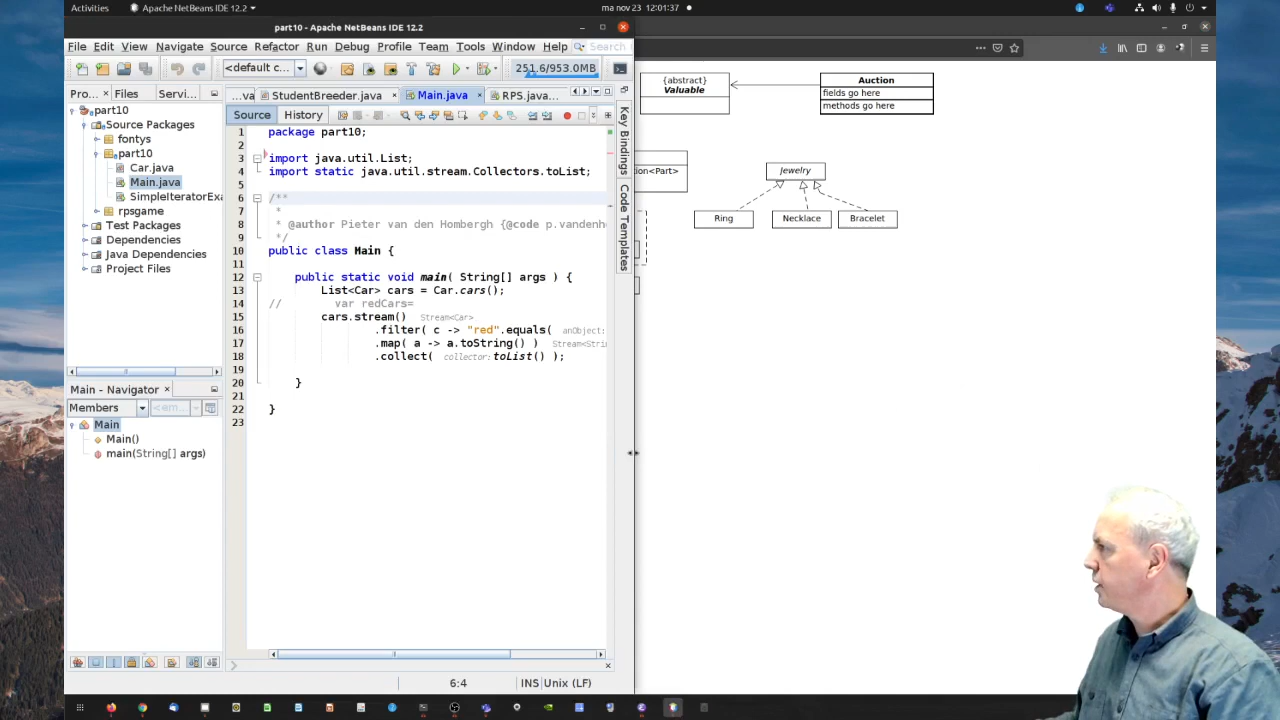 Activities
Apache NetBeans IDE 12.2
ma nov 23 12:01:37
part10 - Apache NetBeans IDE 12.2
File Edit View Navigate Source Refactor Run Debug Profile Team Tools Window Help
Search
<default c...
251.6/953.0MB
Pro...
Files
Servi...
part10
Source Packages
fontys
part10
Car.java
Main.java
SimpleIteratorExa
rpsgame
Test Packages
Dependencies
Java Dependencies
Project Files
Main - Navigator
Members
<em...
Main
Main()
main(String[] args)
...va
StudentBreeder.java
Main.java
RPS.java...
Source
History
1 package part10;
2
3 import java.util.List;
4 import static java.util.stream.Collectors.toList;
5
6 /**
7 *
8 * @author Pieter van den Hombergh {@code p.vandenh
9 */
10 public class Main {
11
12 public static void main( String[] args ) {
13 List<Car> cars = Car.cars();
14 // var redCars=
15 cars.stream() Stream<Car>
16 .filter( c -> "red".equals( anObject:
17 .map( a -> a.toString() ) Stream<Strin
18 .collect( collector: toList() );
19
20 }
21
22 }
23
Key Bindings
Code Templates
6:4
INS
Unix (LF)
{abstract}
Valuable
Auction
fields go here
methods go here
ion<Part>
Jewelry
Ring
Necklace
Bracelet